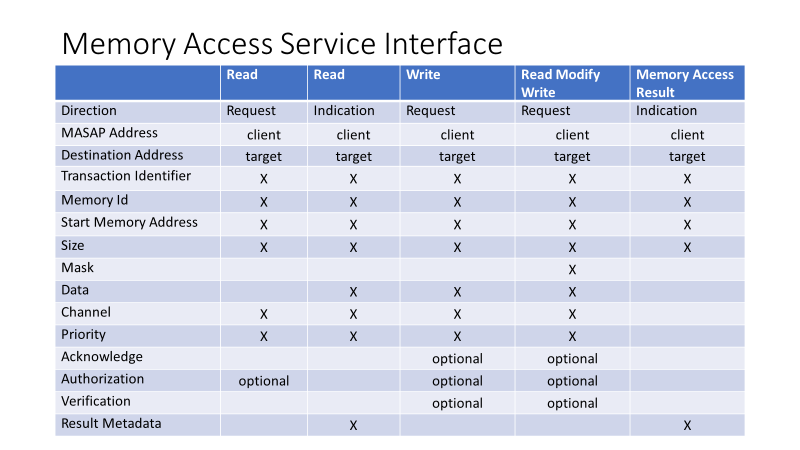 Memory Access Service Interface
Read Read Write Read Modify Write Memory Access Result
Direction Request Indication Request Request Indication
MASAP Address client client client client client
Destination Address target target target target target
Transaction Identifier X X X X X
Memory Id X X X X X
Start Memory Address X X X X X
Size X X X X X
Mask X
Data X X X
Channel X X X X
Priority X X X X
Acknowledge optional optional
Authorization optional optional optional
Verification optional optional
Result Metadata X X